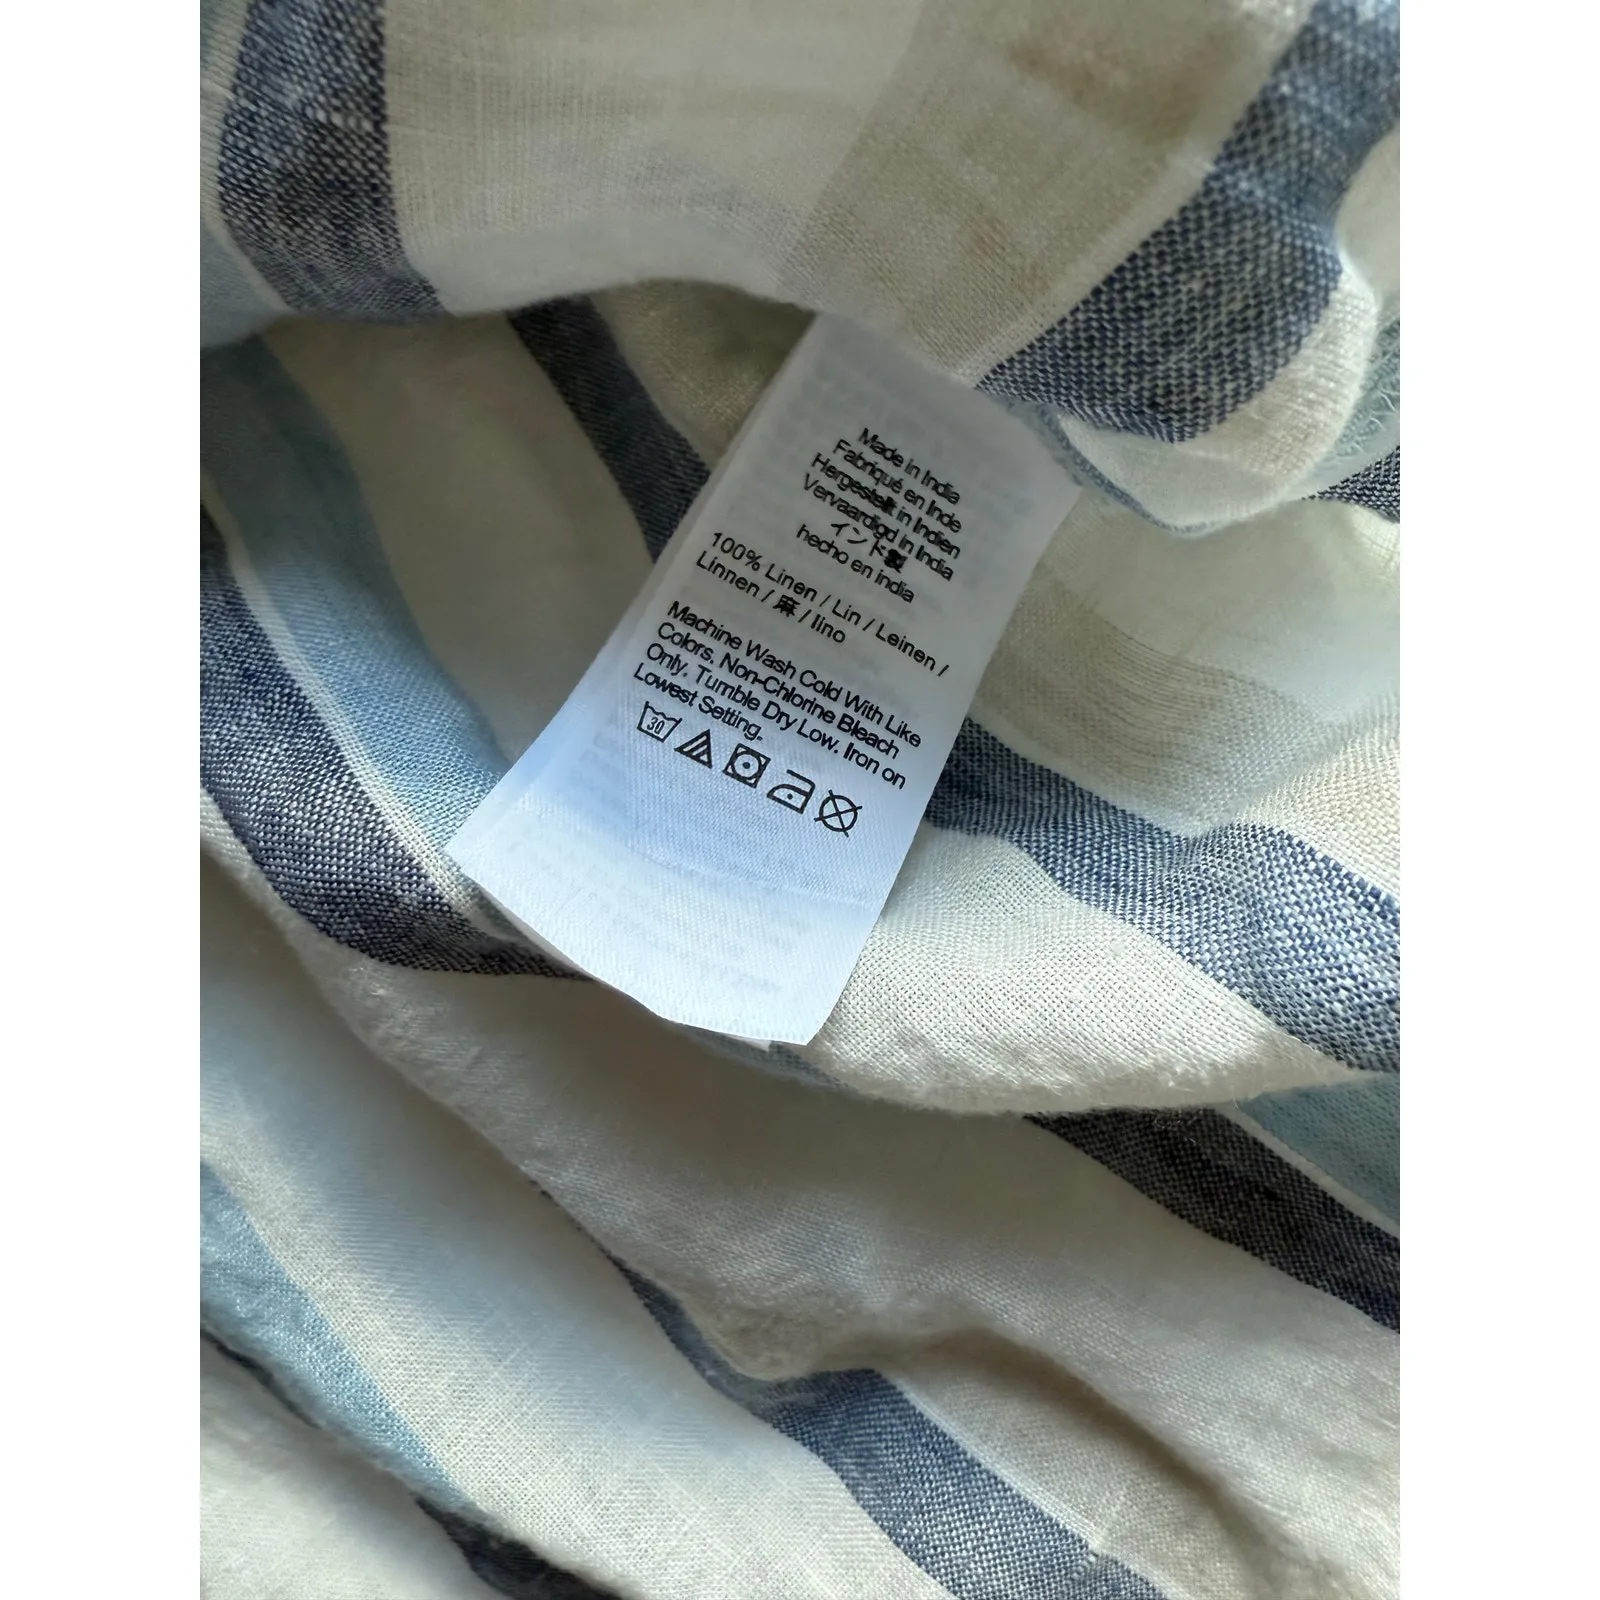 Made in India
Fabriqué en Inde
Hergestellt in Indien
Vervaardigd in India
インド製
hecho en india
100% Linen / Lin / Leinen /
Linnen / 麻 / lino
Machine Wash Cold With Like
Colors. Non-Chlorine Bleach
Only. Tumble Dry Low. Iron on
Lowest Setting.
30